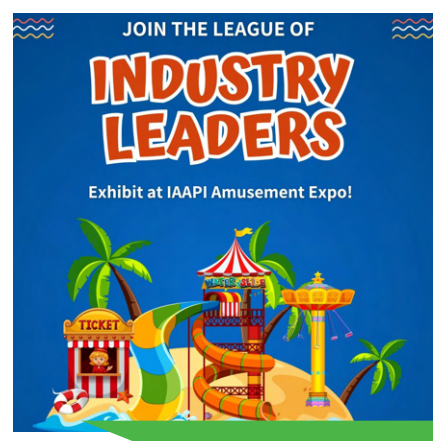 JOIN THE LEAGUE OF
INDUSTRY
LEADERS
Exhibit at IAAPI Amusement Expo!
TICKET